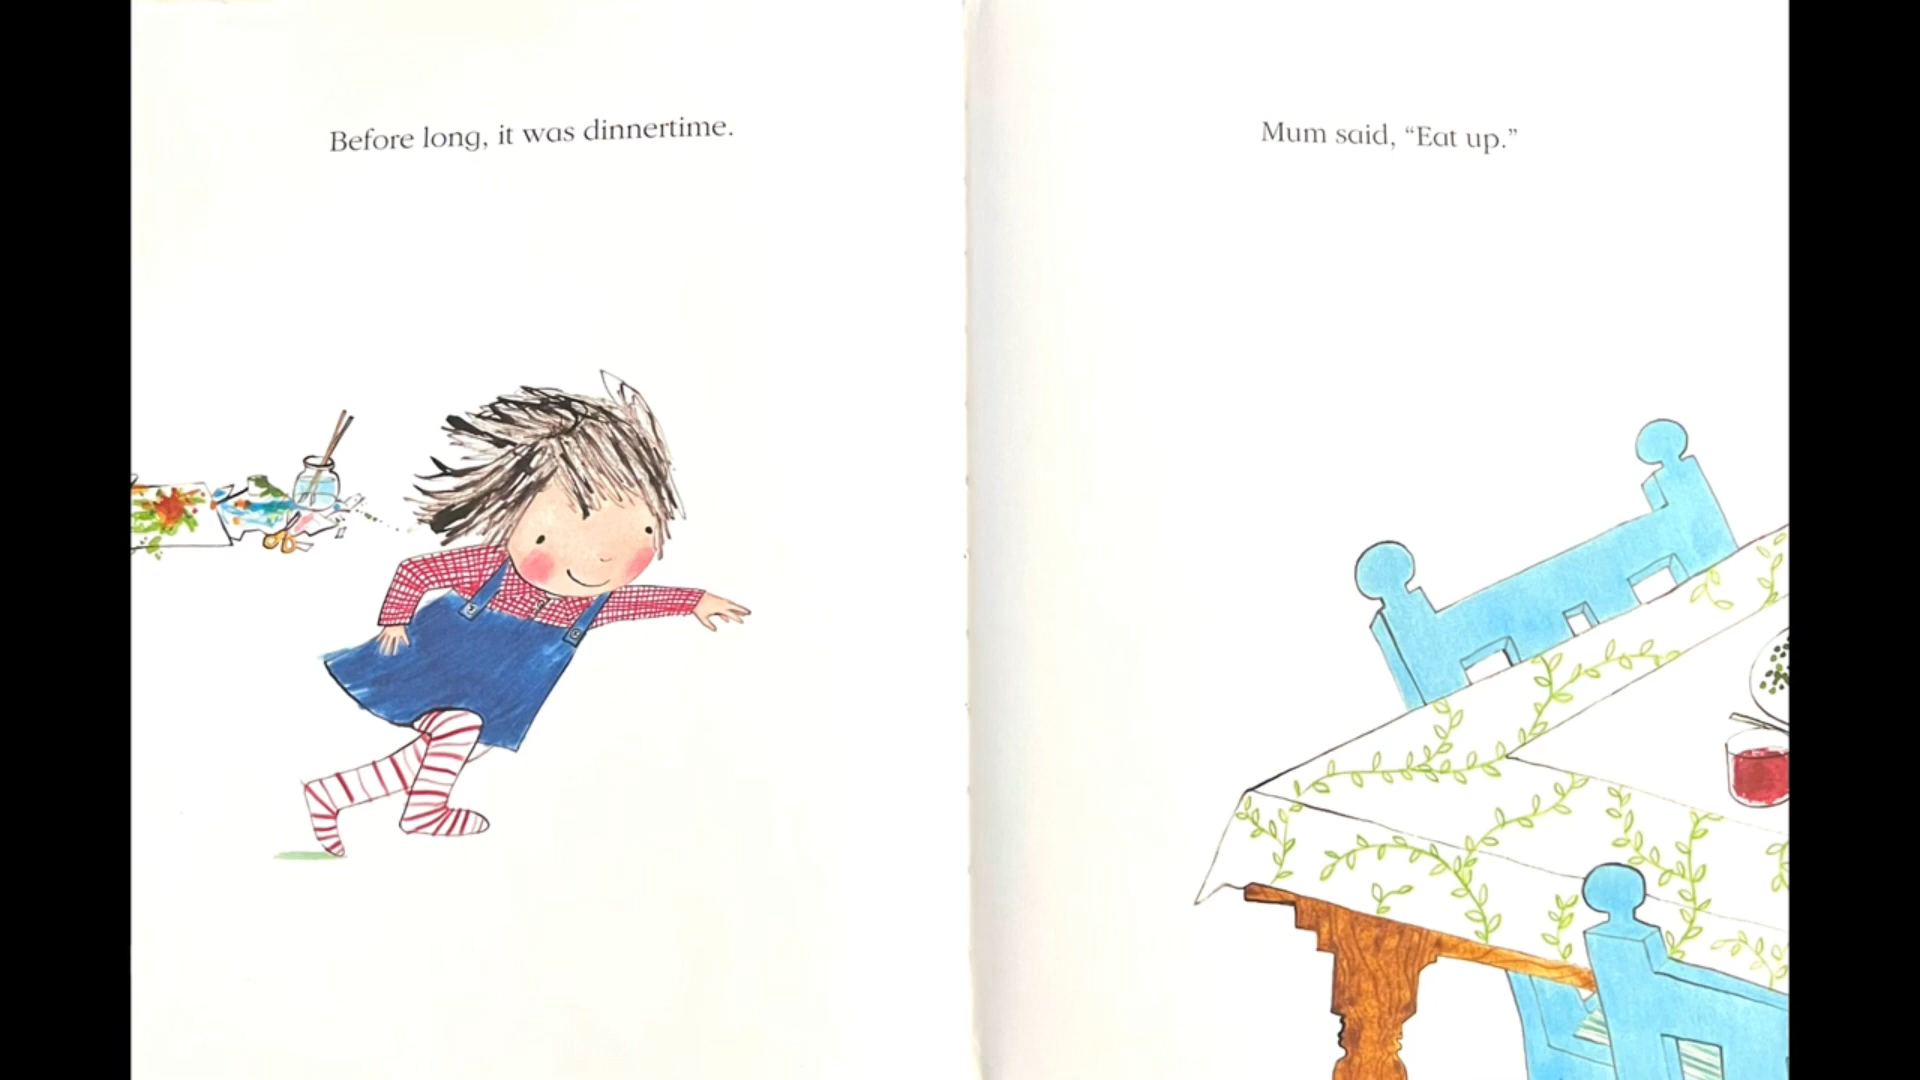 Before long, it was dinnertime.
Mum said, “Eat up.”